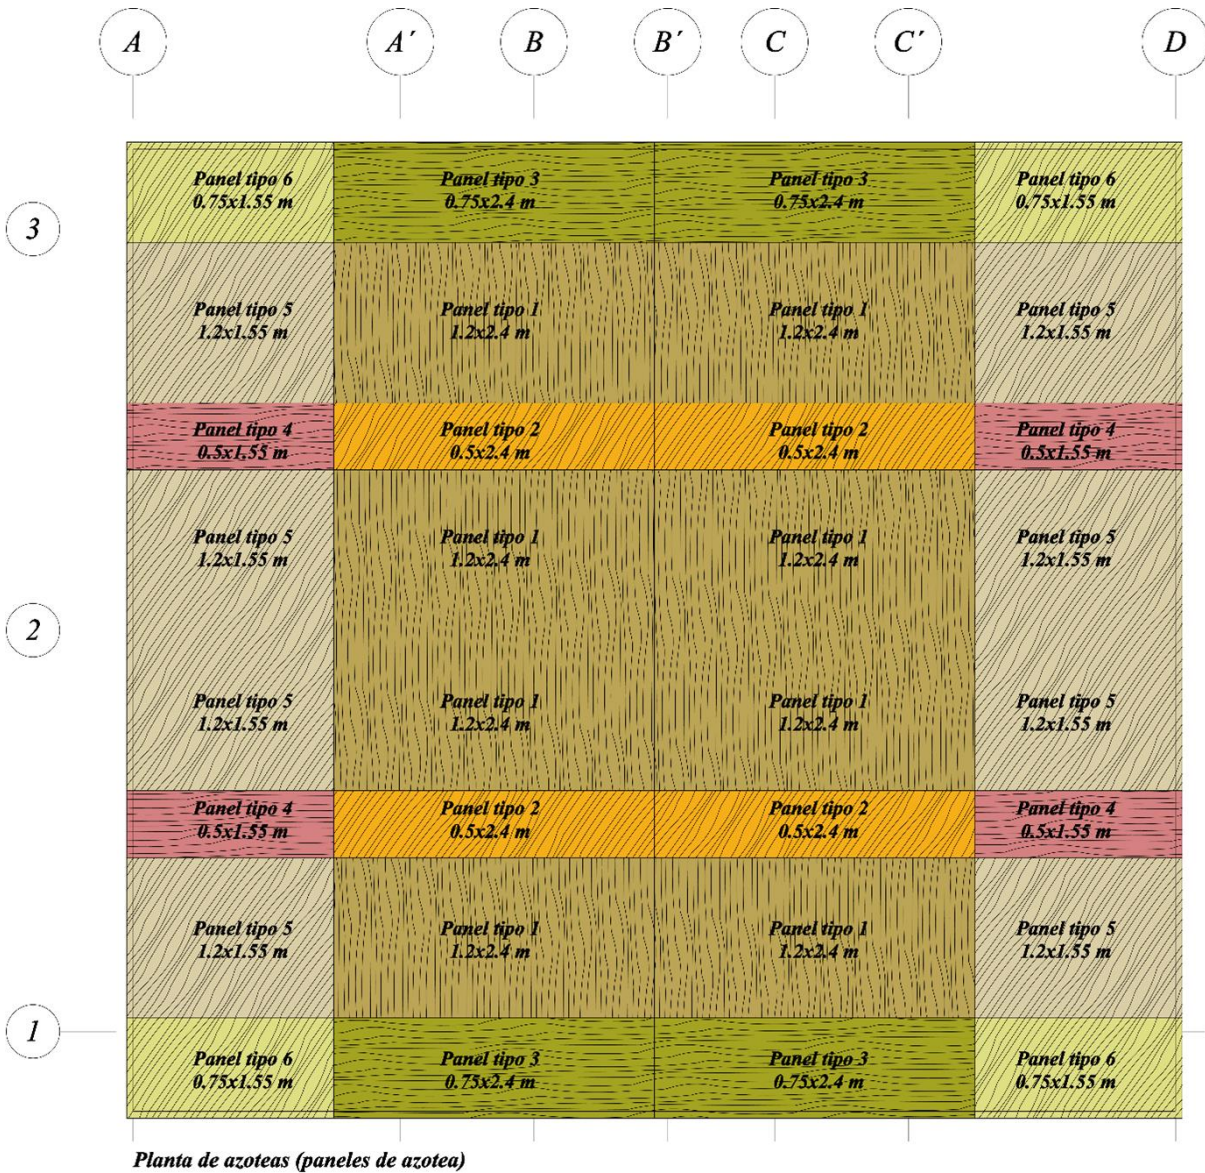 A A´ B B´ C C´ D
Panel tipo 6 Panel tipo 3 Panel tipo 3 Panel tipo 6
0.75x1.55 m 0.75x2.4 m 0.75x2.4 m 0.75x1.55 m
3
Panel tipo 5 Panel tipo 1 Panel tipo 1 Panel tipo 5
1.2x1.55 m 1.2x2.4 m 1.2x2.4 m 1.2x1.55 m
Panel tipo 4 Panel tipo 2 Panel tipo 2 Panel tipo 4
0.5x1.55 m 0.5x2.4 m 0.5x2.4 m 0.5x1.55 m
Panel tipo 5 Panel tipo 1 Panel tipo 1 Panel tipo 5
1.2x1.55 m 1.2x2.4 m 1.2x2.4 m 1.2x1.55 m
2
Panel tipo 5 Panel tipo 1 Panel tipo 1 Panel tipo 5
1.2x1.55 m 1.2x2.4 m 1.2x2.4 m 1.2x1.55 m
Panel tipo 4 Panel tipo 2 Panel tipo 2 Panel tipo 4
0.5x1.55 m 0.5x2.4 m 0.5x2.4 m 0.5x1.55 m
Panel tipo 5 Panel tipo 1 Panel tipo 1 Panel tipo 5
1.2x1.55 m 1.2x2.4 m 1.2x2.4 m 1.2x1.55 m
1
Panel tipo 6 Panel tipo 3 Panel tipo 3 Panel tipo 6
0.75x1.55 m 0.75x2.4 m 0.75x2.4 m 0.75x1.55 m
Planta de azoteas (paneles de azotea)